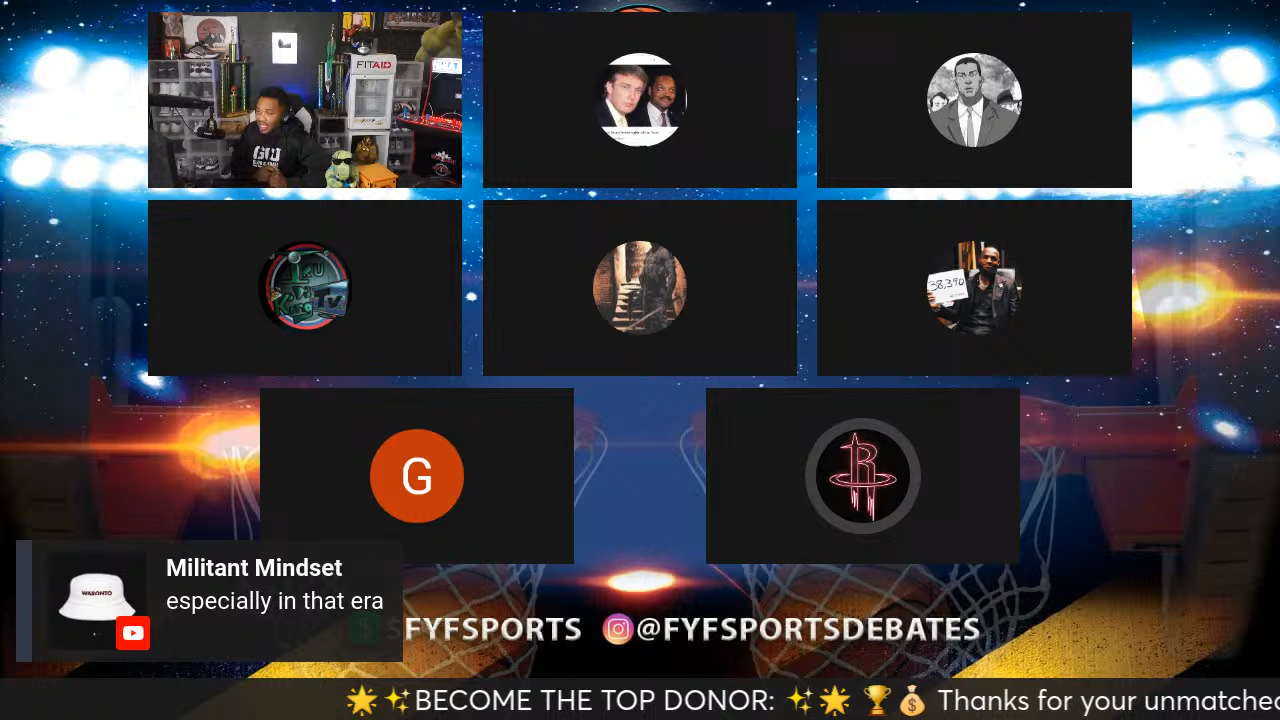 FITAID
38,390
G
R
WARONTO
Militant Mindset
especially in that era
FYFSPORTS
@FYFSPORTSDEBATES
🌟✨BECOME THE TOP DONOR: ✨🌟 🏆💰 Thanks for your unmatched